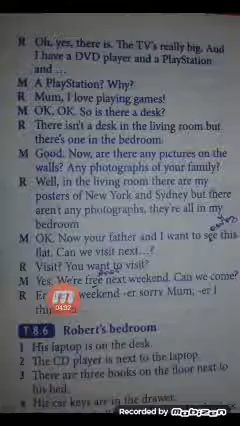 R Oh, yes, there is. The TV's really big. And
I have a DVD player and a PlayStation
and ...
M A PlayStation? Why?
R Mum, I love playing games!
M OK, OK. So is there a desk?
R There isn't a desk in the living room but
there's one in the bedroom.
M Good. Now, are there any pictures on the
walls? Any photographs of your family?
R Well, in the living room there are my
posters of New York and Sydney but there
aren't any photographs, they're all in my
bedroom
M OK. Now your father and I want to see this
flat. Can we visit next...?
R Visit? You want to visit?
M Yes. We're free next weekend. Can we come?
R Er weekend -er sorry Mum, -er I
04:32
T 8.6 Robert's bedroom
1 His laptop is on the desk.
2 The CD player is next to the laptop.
3 There are three books on the floor next to
his bed.
4 His car keys are in the drawer.
Recorded by Mobizen